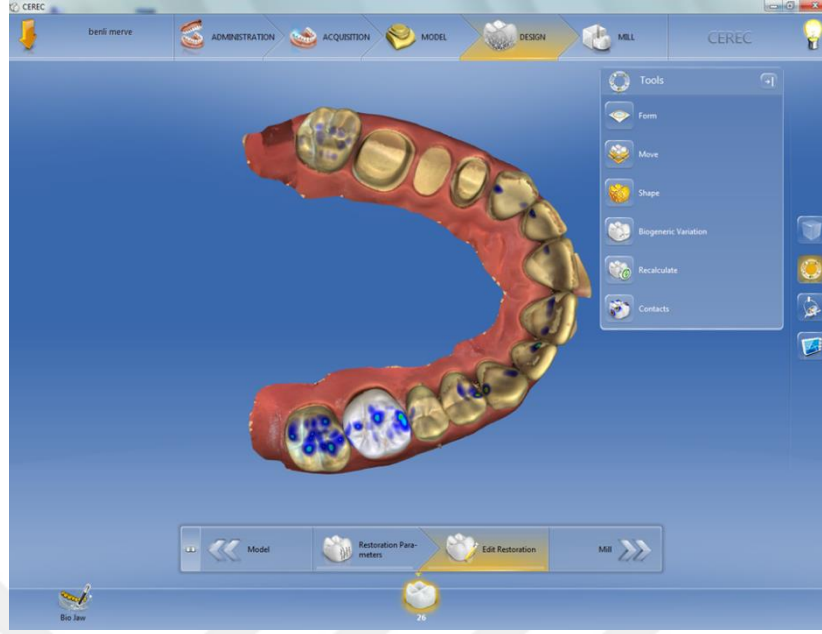 CEREC
benli merve
ADMINISTRATION
ACQUISITION
MODEL
DESIGN
MILL
CEREC
Tools
Form
Move
Shape
Biogeneric Variation
Recalculate
Contacts
Model
Restoration Para-
meters
Edit Restoration
Mill
Bio Jaw
26